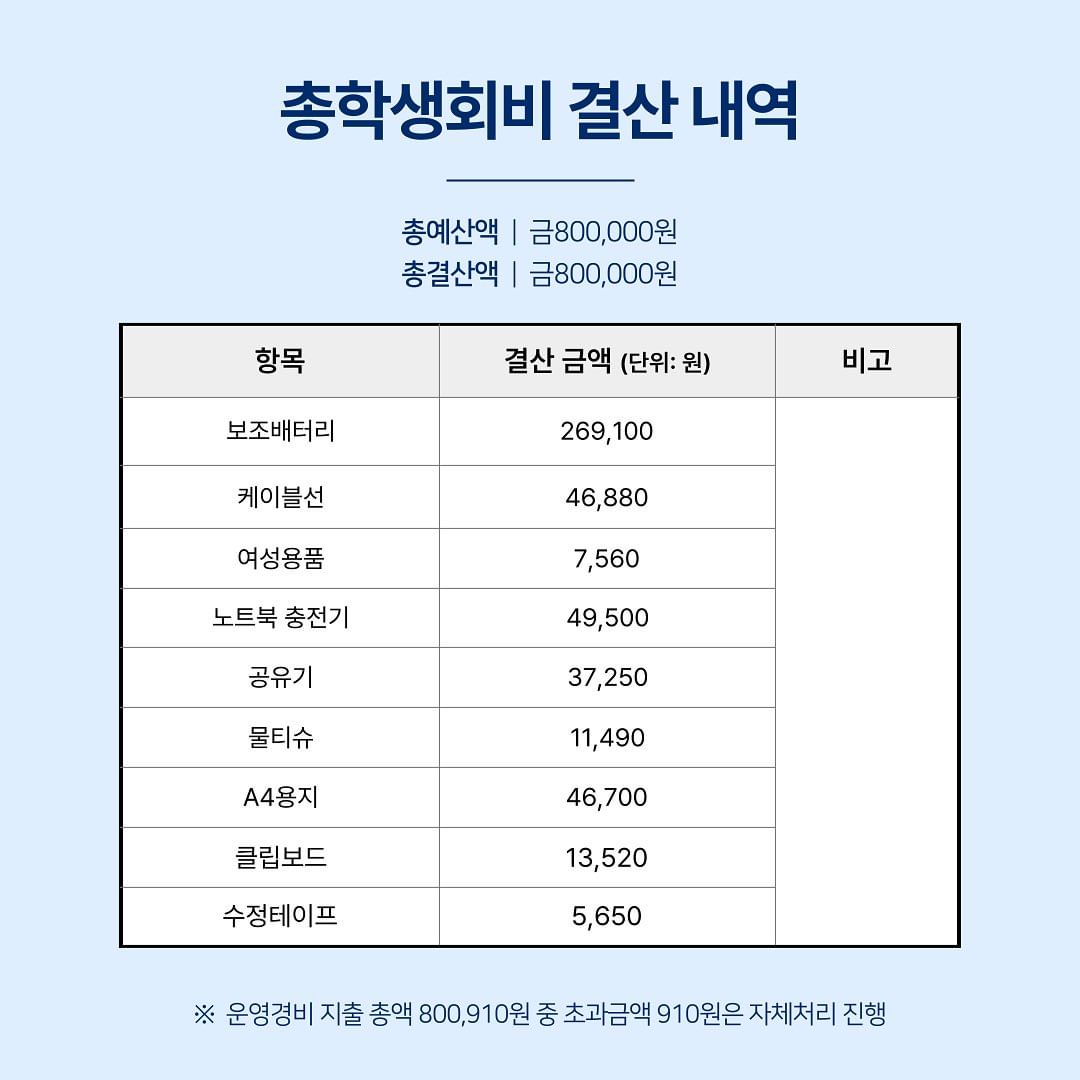 총학생회비 결산 내역
총예산액 | 금800,000원
총결산액 | 금800,000원
항목 결산 금액 (단위: 원) 비고
보조배터리 269,100
케이블선 46,880
여성용품 7,560
노트북 충전기 49,500
공유기 37,250
물티슈 11,490
A4용지 46,700
클립보드 13,520
수정테이프 5,650
※ 운영경비 지출 총액 800,910원 중 초과금액 910원은 자체처리 진행